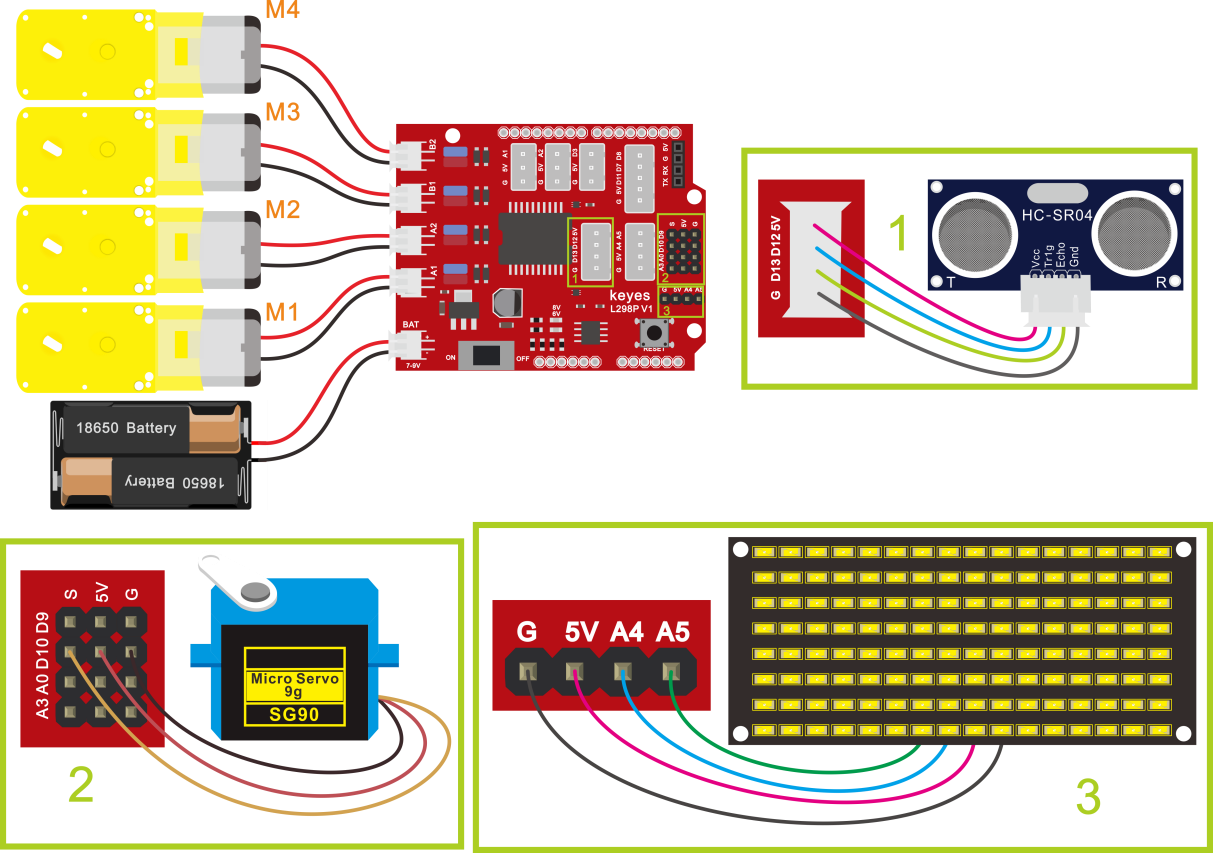 M4
M3
M2
M1
B2
B1
A2
A1
BAT
7-9V
ON
OFF
G 5V A1
G 5V A2
G 5V D3
G 5V D11 D7 D8
TX RX G 5V
G D13 D12 5V
1
G 5V A4 A5
S 5V G
A3 A0 D10 D9
2
G 5V A4 A5
3
keyes
L298P V1
8V
6V
RESET
18650 Battery
18650 Battery
G D13 D12 5V
1
HC-SR04
Vcc
Tr1g
Echo
Gnd
T
R
S 5V G
A3 A0 D10 D9
Micro Servo
9g
SG90
2
G 5V A4 A5
3